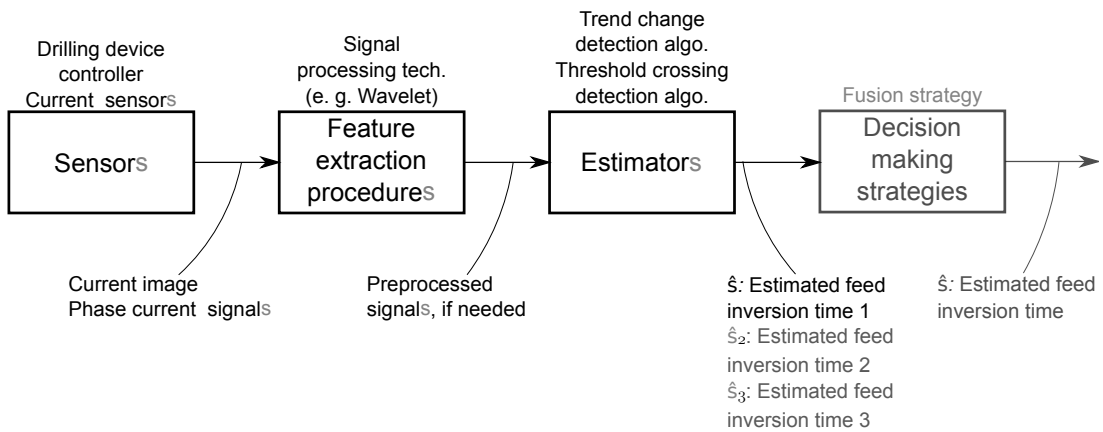 Drilling device
controller
Current sensors
Sensors
Signal
processing tech.
(e. g. Wavelet)
Feature
extraction
procedures
Trend change
detection algo.
Threshold crossing
detection algo.
Estimators
Fusion strategy
Decision
making
strategies
Current image
Phase current signals
Preprocessed
signals, if needed
ŝ: Estimated feed
inversion time 1
ŝ₂: Estimated feed
inversion time 2
ŝ₃: Estimated feed
inversion time 3
ŝ: Estimated feed
inversion time